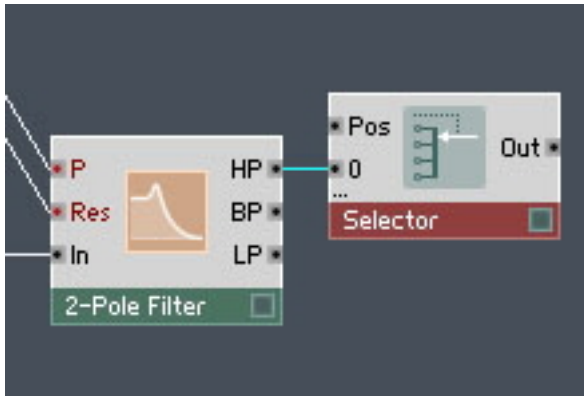 P
HP
Res
BP
In
LP
2-Pole Filter
Pos
0
...
Out
Selector